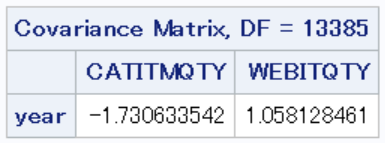 Covariance Matrix, DF = 13385
CATITMQTY WEBITQTY
year -1.730633542 1.058128461